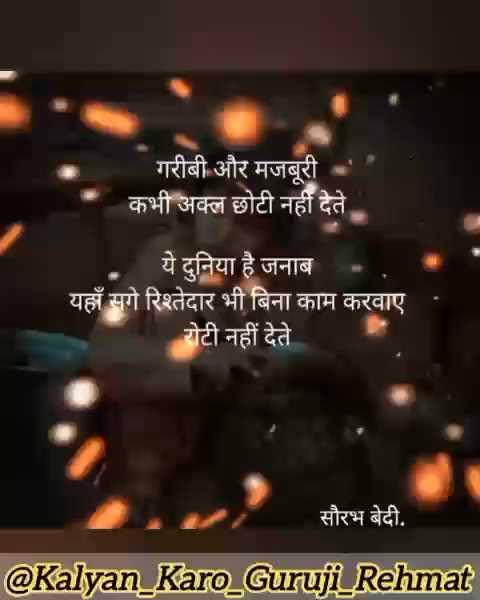 गरीबी और मजबूरी
कभी अक्ल छोटी नहीं देते
ये दुनिया है जनाब
यहाँ सगे रिश्तेदार भी बिना काम करवाए
रोटी नहीं देते
सौरभ बेदी.
@Kalyan_Karo_Guruji_Rehmat